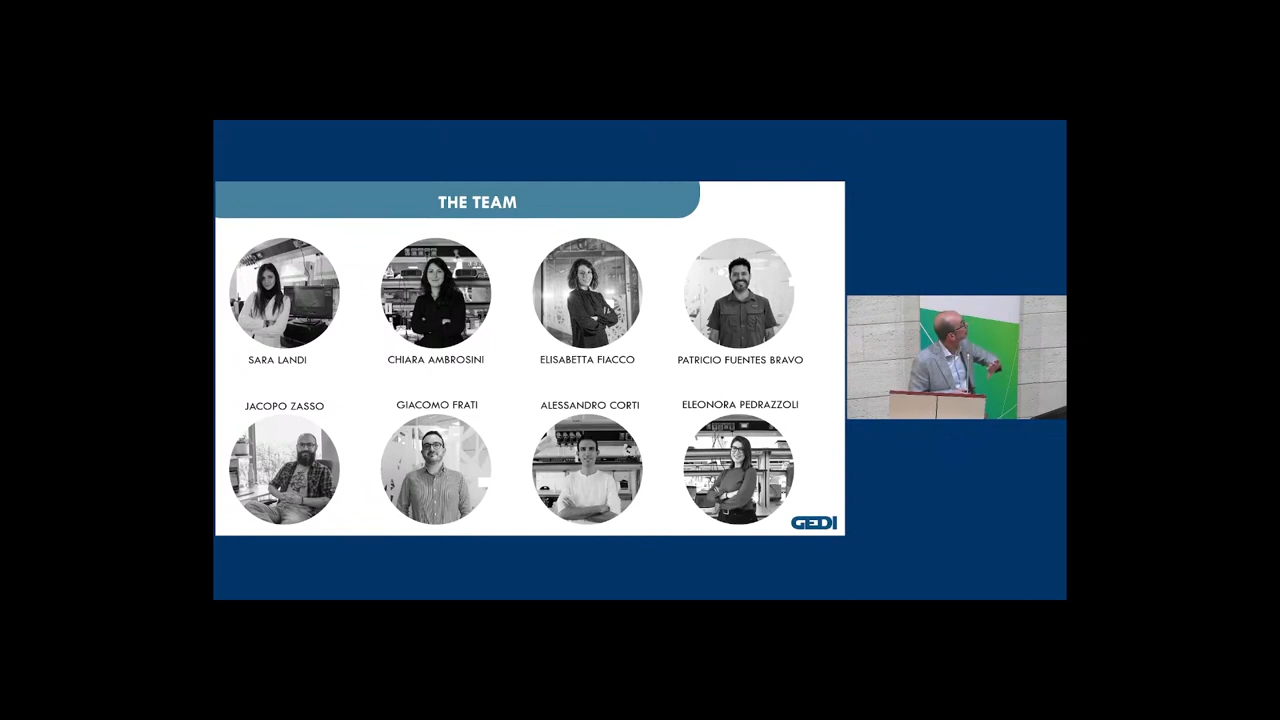 THE TEAM
SARA LANDI
CHIARA AMBROSINI
ELISABETTA FIACCO
PATRICIO FUENTES BRAVO
JACOPO ZASSO
GIACOMO FRATI
ALESSANDRO CORTI
ELEONORA PEDRAZZOLI
GEDI